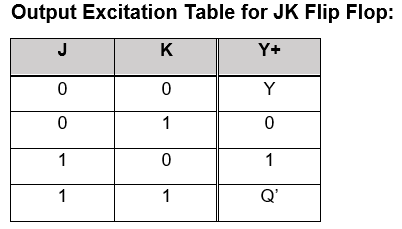 Output Excitation Table for JK Flip Flop:
J K Y+
0 0 Y
0 1 0
1 0 1
1 1 Q’